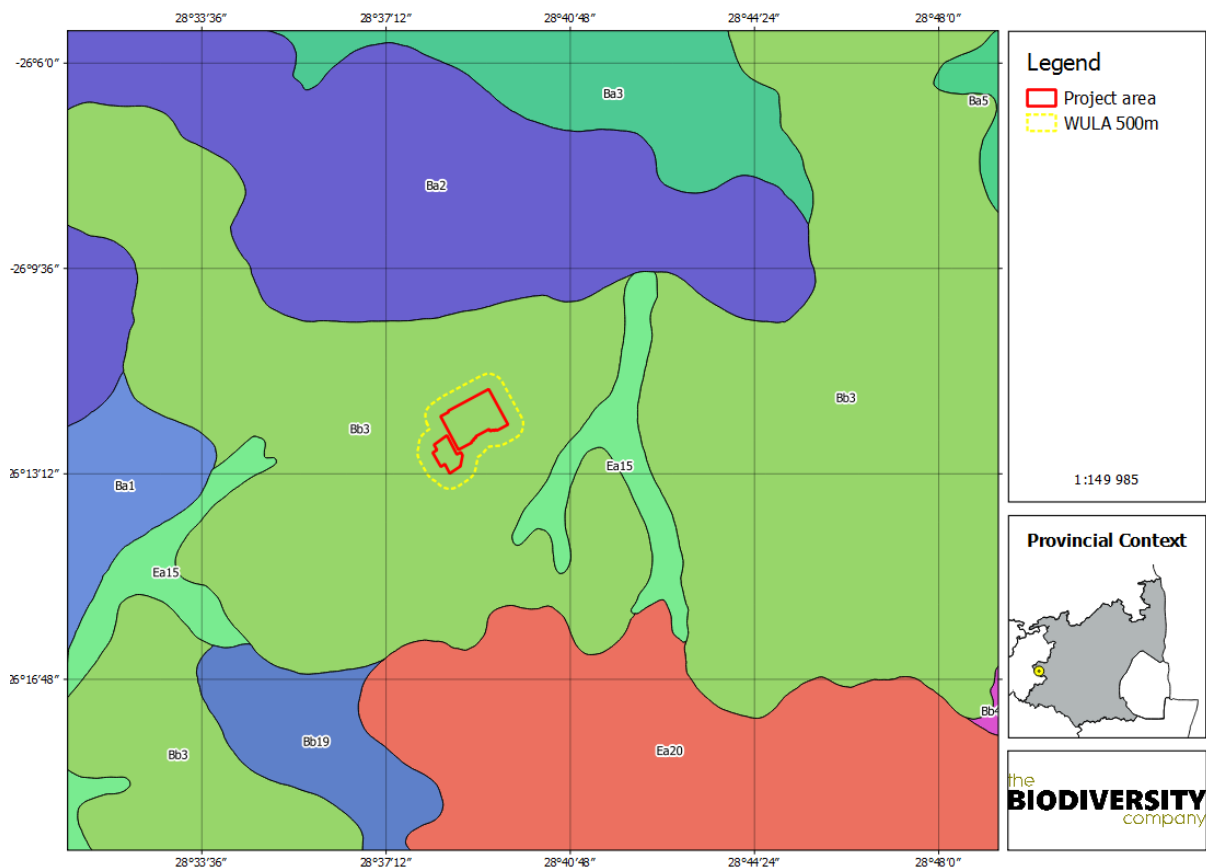 28°33'36" 28°37'12" 28°40'48" 28°44'24" 28°48'0"
-26°6'0"
-26°9'36"
26°13'12"
26°16'48"
Ba3
Ba5
Ba2
Bb3
Bb3
Ea15
Ba1
Ea15
Bb4
Bb19
Ea20
Bb3
28°33'36" 28°37'12" 28°40'48" 28°44'24" 28°48'0"
Legend
Project area
WULA 500m
1:149 985
Provincial Context
the
BIODIVERSITY
company